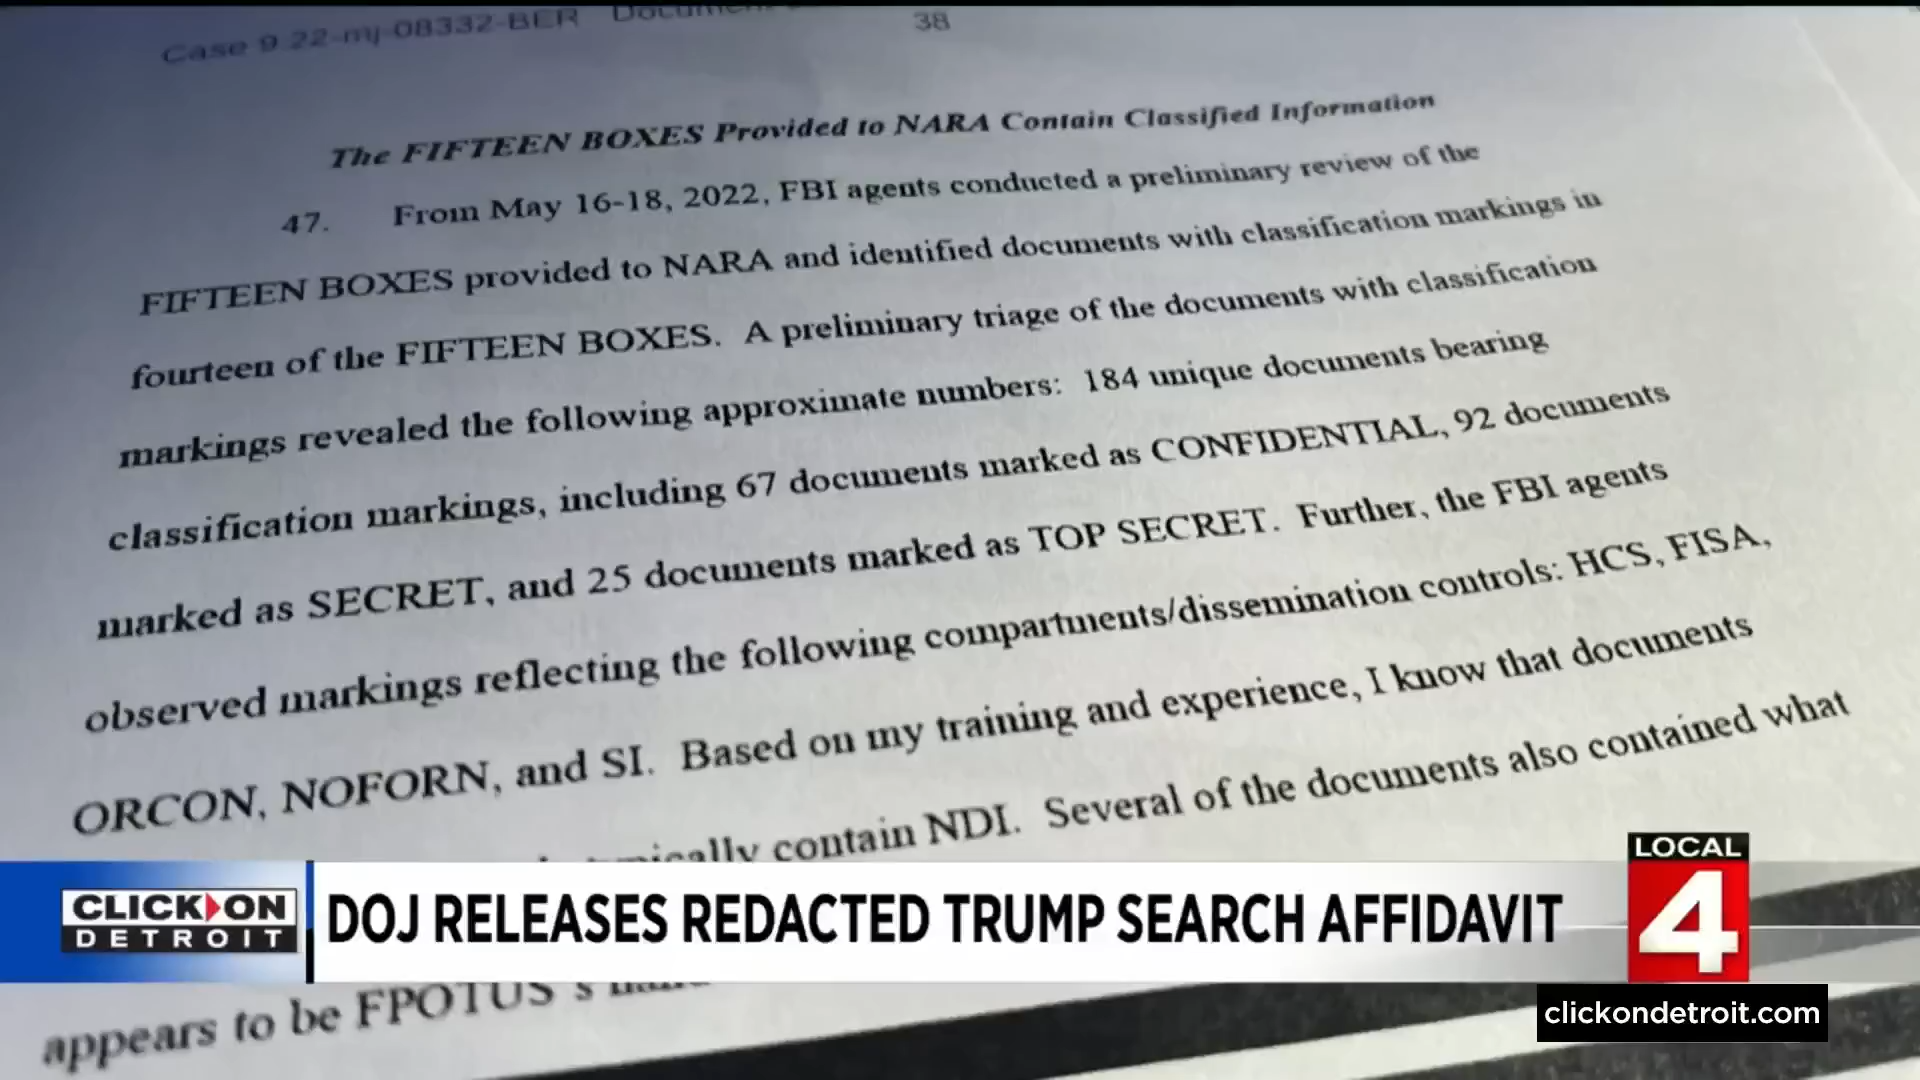 Case 9 22-mj-08332-BER Document
38
The FIFTEEN BOXES Provided to NARA Contain Classified Information
47. From May 16-18, 2022, FBI agents conducted a preliminary review of the
FIFTEEN BOXES provided to NARA and identified documents with classification markings in
fourteen of the FIFTEEN BOXES. A preliminary triage of the documents with classification
markings revealed the following approximate numbers: 184 unique documents bearing
classification markings, including 67 documents marked as CONFIDENTIAL, 92 documents
marked as SECRET, and 25 documents marked as TOP SECRET. Further, the FBI agents
observed markings reflecting the following compartments/dissemination controls: HCS, FISA,
ORCON, NOFORN, and SI. Based on my training and experience, I know that documents
contain NDI. Several of the documents also contained what
appears to be FPOTUS's
CLICK ON
DETROIT
DOJ RELEASES REDACTED TRUMP SEARCH AFFIDAVIT
LOCAL
4
clickondetroit.com